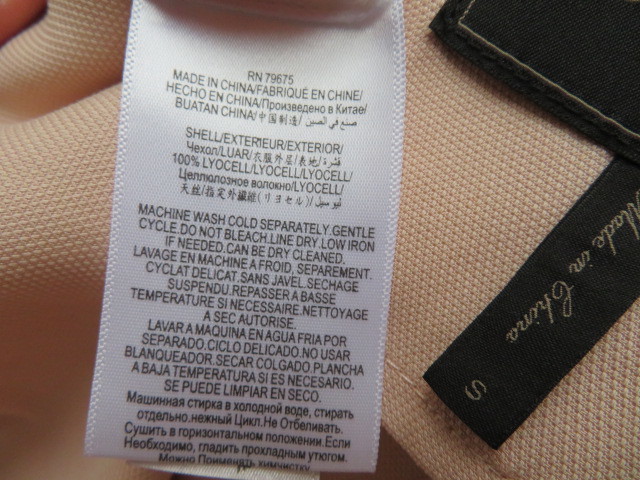 RN 79675
MADE IN CHINA/FABRIQUÉ EN CHINE/
HECHO EN CHINA/Произведено в Китае/
BUATAN CHINA/中国制造/ صنع في الصين/
SHELL/EXTERIEUR/EXTERIOR/
Чехол/LUAR/衣服外层/表地/قشرة/
100% LYOCELL/LYOCELL/LYOCELL/
Целлюлозное волокно/LYOCELL/
天丝/指定外繊維(リヨセル)/ليوسيل/
MACHINE WASH COLD SEPARATELY.GENTLE
CYCLE.DO NOT BLEACH.LINE DRY.LOW IRON
IF NEEDED.CAN BE DRY CLEANED.
LAVAGE EN MACHINE A FROID, SEPAREMENT.
CYCLAT DELICAT.SANS JAVEL.SECHAGE
SUSPENDU.REPASSER A BASSE
TEMPERATURE SI NECESSAIRE.NETTOYAGE
A SEC AUTORISE.
LAVAR A MAQUINA EN AGUA FRIA POR
SEPARADO.CICLO DELICADO.NO USAR
BLANQUEADOR.SECAR COLGADO.PLANCHA
A BAJA TEMPERATURA SI ES NECESARIO.
SE PUEDE LIMPIAR EN SECO.
Машинная стирка в холодной воде, стирать
отдельно.нежный Цикл.Не Отбеливать.
Сушить в горизонтальном положении.Если
Необходимо, гладить прохладным утюгом.
Можно Применять химчистку
Made in China
S